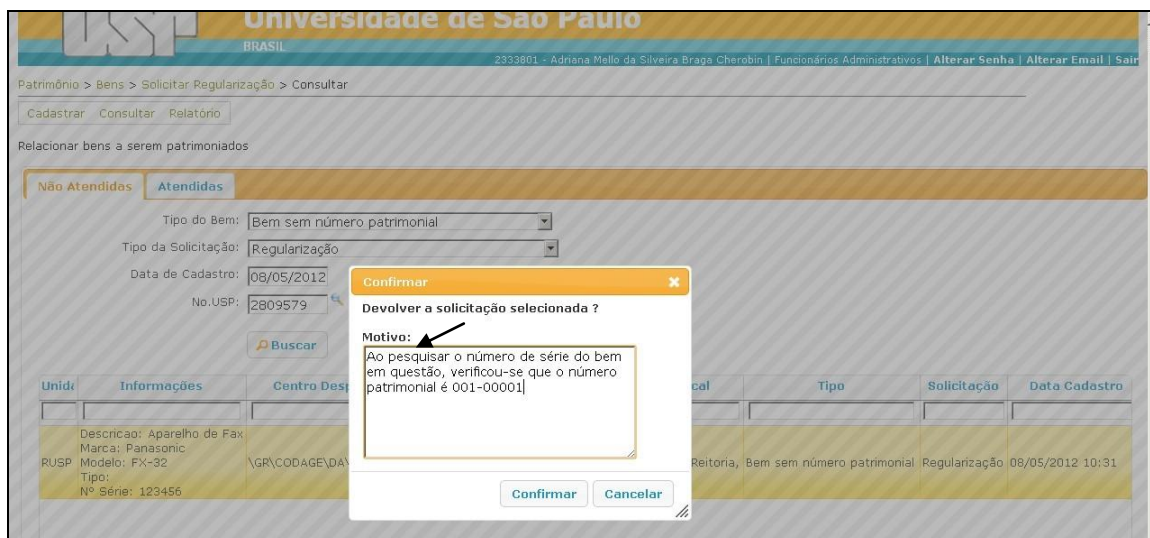 Universidade de São Paulo
BRASIL
2333801 - Adriana Mello da Silveira Braga Cherobin | Funcionários Administrativos | Alterar Senha | Alterar Email | Sair
Patrimônio > Bens > Solicitar Regularização > Consultar
Cadastrar Consultar Relatório
Relacionar bens a serem patrimoniados
Não Atendidas Atendidas
Tipo do Bem: Bem sem número patrimonial
Tipo da Solicitação: Regularização
Data de Cadastro: 08/05/2012
No.USP: 2809579
Buscar
Confirmar
Devolver a solicitação selecionada ?
Motivo:
Ao pesquisar o número de série do bem
em questão, verificou-se que o número
patrimonial é 001-00001
Confirmar Cancelar
Unida Informações Centro Desp cal Tipo Solicitação Data Cadastro
Descricao: Aparelho de Fax
Marca: Panasonic
RUSP Modelo: FX-32 \GR\CODAGE\DA\ Reitoria, Bem sem número patrimonial Regularização 08/05/2012 10:31
Tipo:
Nº Série: 123456